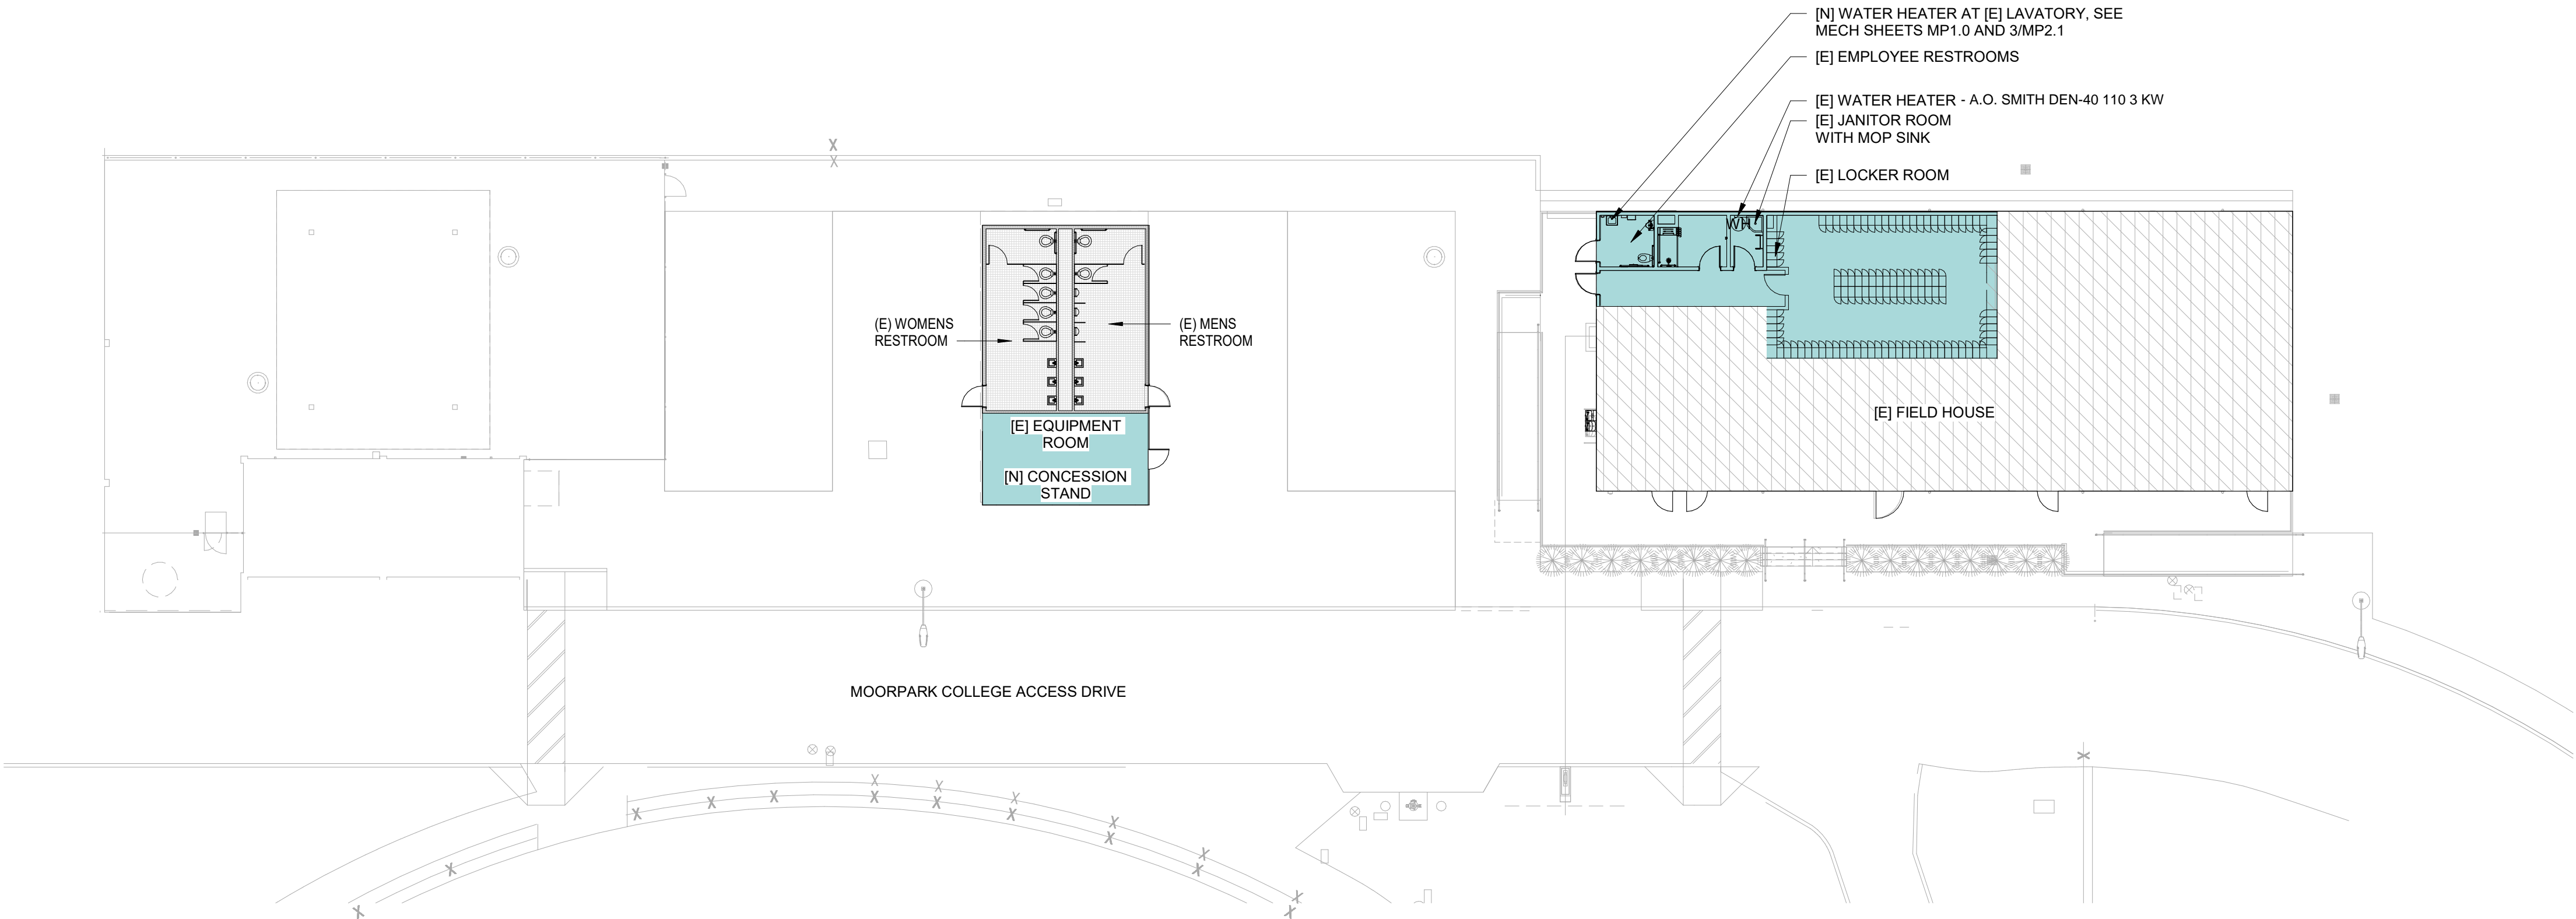 [N] WATER HEATER AT [E] LAVATORY, SEE
MECH SHEETS MP1.0 AND 3/MP2.1
[E] EMPLOYEE RESTROOMS
[E] WATER HEATER - A.O. SMITH DEN-40 110 3 KW
[E] JANITOR ROOM
WITH MOP SINK
[E] LOCKER ROOM
WH
(E) WOMENS
RESTROOM
(E) MENS
RESTROOM
[E] EQUIPMENT
ROOM
[N] CONCESSION
STAND
[E] FIELD HOUSE
MOORPARK COLLEGE ACCESS DRIVE